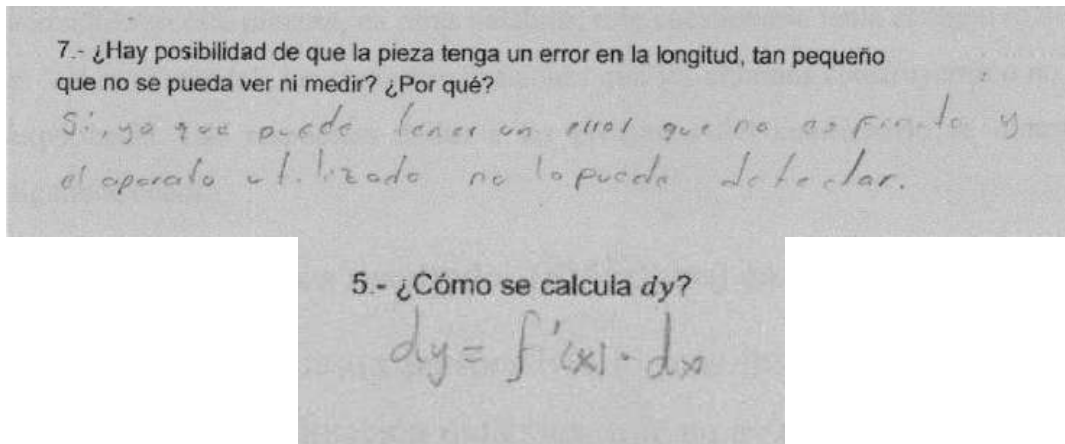 7.- ¿Hay posibilidad de que la pieza tenga un error en la longitud, tan pequeño
que no se pueda ver ni medir? ¿Por qué?
Si, ya que puede tener un error que no es finito y
el aparato utilizado no lo puede detectar.
5.- ¿Cómo se calcula dy?
dy = f'(x) · dx